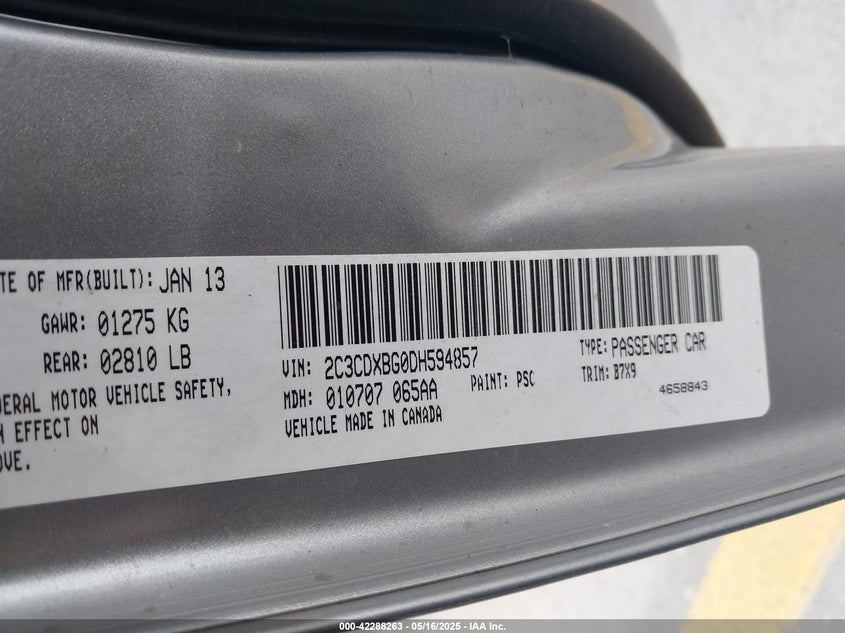 TE OF MFR(BUILT): JAN 13
GAWR: 01275 KG
REAR: 02810 LB
DERAL MOTOR VEHICLE SAFETY,
N EFFECT ON
OVE.
VIN: 2C3CDXBG0DH594857
TYPE: PASSENGER CAR
MDH: 010707 065AA
PAINT: PSC
TRIM: B7X9
VEHICLE MADE IN CANADA
4658843
000-42288263 - 05/16/2025 - IAA Inc.